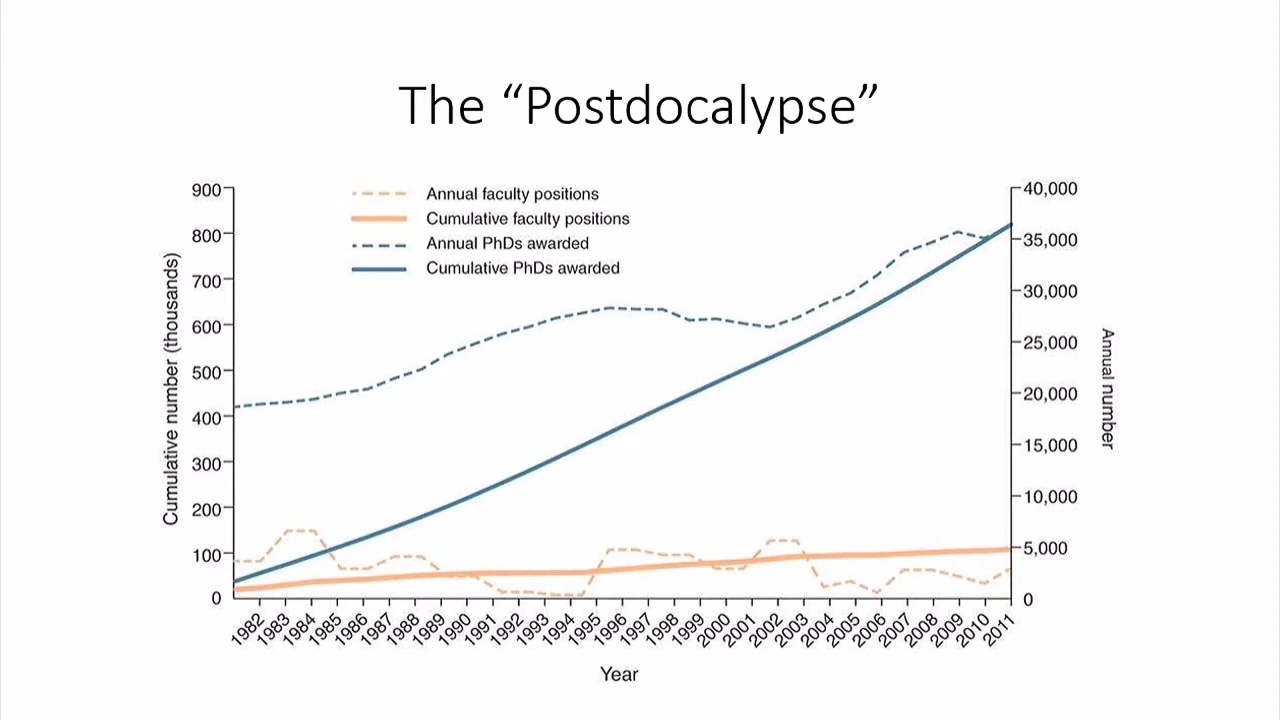 The “Postdocalypse”
Annual faculty positions
Cumulative faculty positions
Annual PhDs awarded
Cumulative PhDs awarded
Cumulative number (thousands)
900
800
700
600
500
400
300
200
100
0
40,000
35,000
30,000
25,000
20,000
15,000
10,000
5,000
0
Annual number
1982 1983 1984 1985 1986 1987 1988 1989 1990 1991 1992 1993 1994 1995 1996 1997 1998 1999 2000 2001 2002 2003 2004 2005 2006 2007 2008 2009 2010 2011
Year